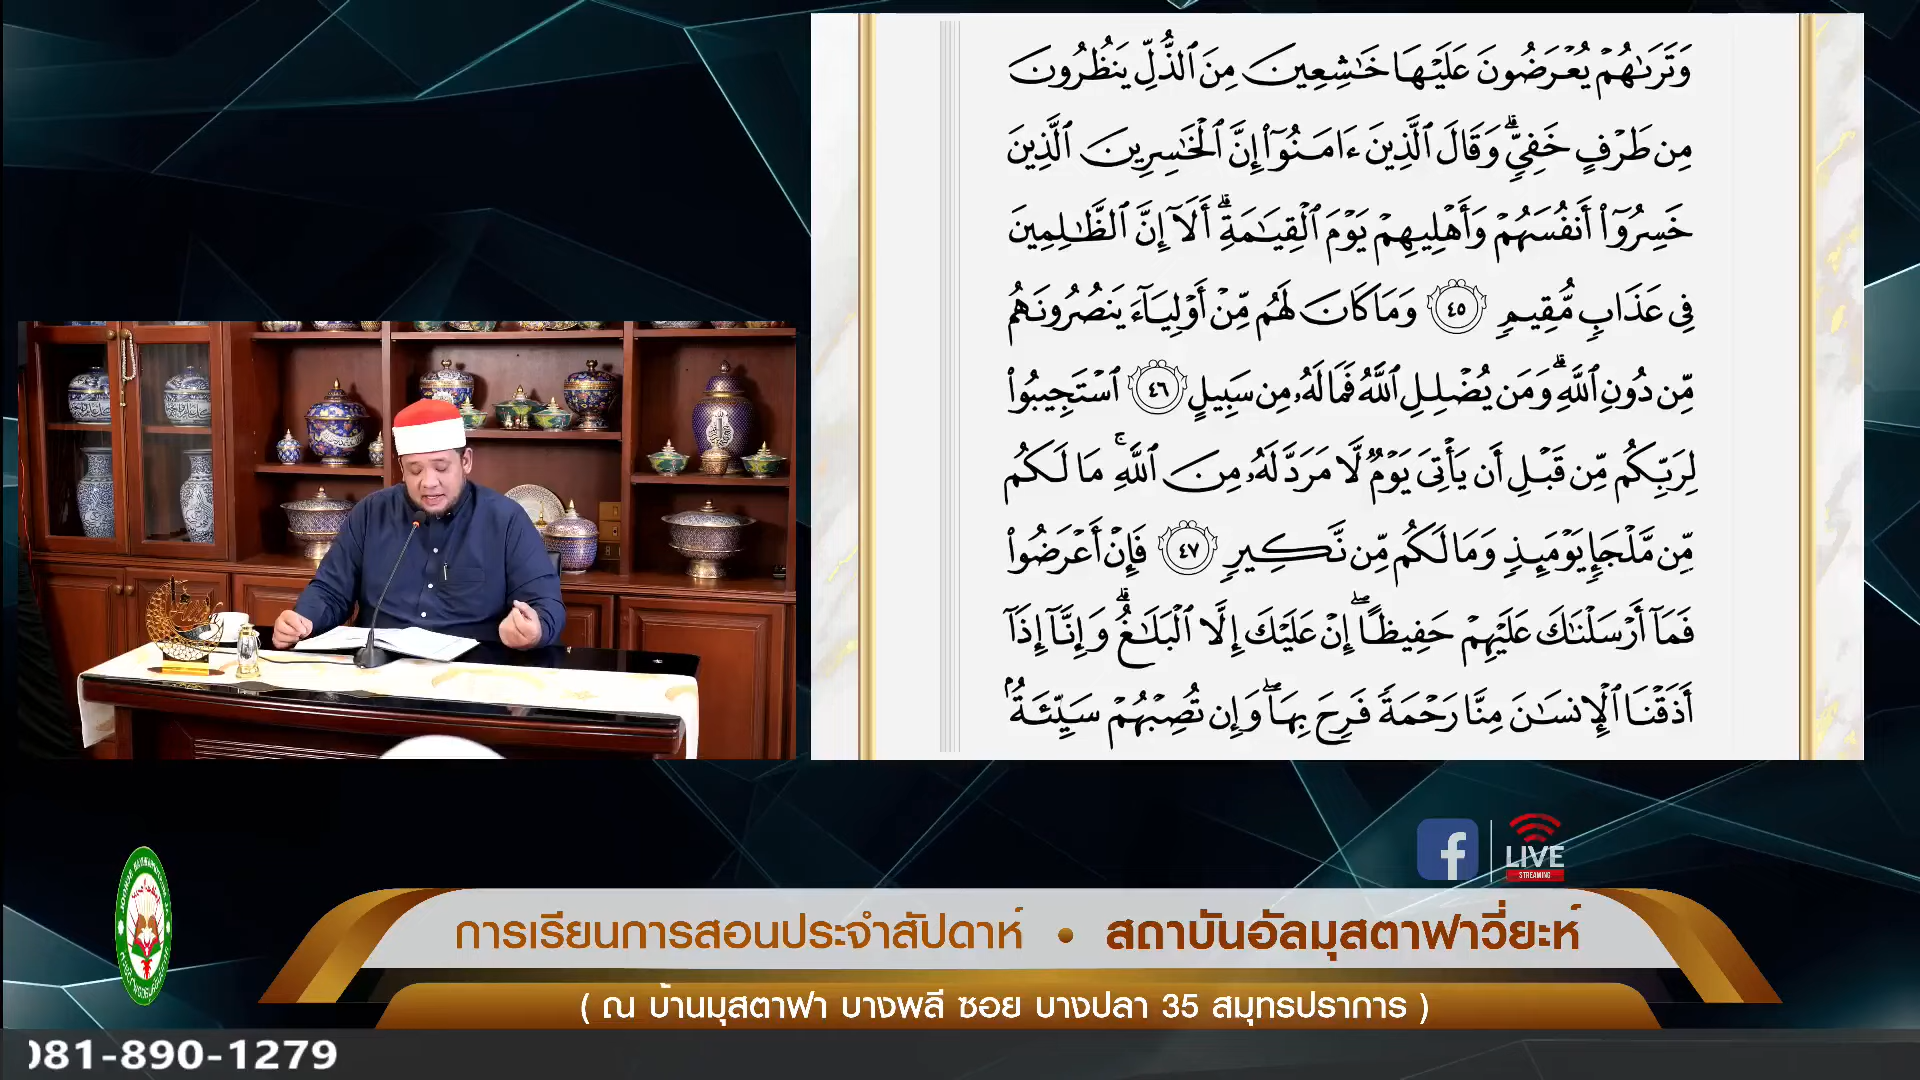 وَتَرَىٰهُمْ يُعْرَضُونَ عَلَيْهَا خَٰشِعِينَ مِنَ ٱلذُّلِّ يَنظُرُونَ
مِن طَرْفٍ خَفِىٍّۗ وَقَالَ ٱلَّذِينَ ءَامَنُوٓا۟ إِنَّ ٱلْخَٰسِرِينَ ٱلَّذِينَ
خَسِرُوٓا۟ أَنفُسَهُمْ وَأَهْلِيهِمْ يَوْمَ ٱلْقِيَٰمَةِۗ أَلَآ إِنَّ ٱلظَّٰلِمِينَ
فِى عَذَابٍ مُّقِيمٍ ٤٥ وَمَا كَانَ لَهُم مِّنْ أَوْلِيَآءَ يَنصُرُونَهُم
مِّن دُونِ ٱللَّهِۗ وَمَن يُضْلِلِ ٱللَّهُ فَمَا لَهُۥ مِن سَبِيلٍ ٤٦ ٱسْتَجِيبُوا۟
لِرَبِّكُم مِّن قَبْلِ أَن يَأْتِىَ يَوْمٌ لَّا مَرَدَّ لَهُۥ مِنَ ٱللَّهِۚ مَا لَكُم
مِّن مَّلْجَإٍ يَوْمَئِذٍ وَمَا لَكُم مِّن نَّكِيرٍ ٤٧ فَإِنْ أَعْرَضُوا۟
فَمَآ أَرْسَلْنَٰكَ عَلَيْهِمْ حَفِيظًاۖ إِنْ عَلَيْكَ إِلَّا ٱلْبَلَٰغُۗ وَإِنَّآ إِذَآ
أَذَقْنَا ٱلْإِنسَٰنَ مِنَّا رَحْمَةً فَرِحَ بِهَاۖ وَإِن تُصِبْهُمْ سَيِّئَةٌۢ
f LIVE
STREAMING
การเรียนการสอนประจำสัปดาห์ • สถาบันอัลมุสตาฟาวี่ยะห์
( ณ บ้านมุสตาฟา บางพลี ซอย บางปลา 35 สมุทรปราการ )
081-890-1279